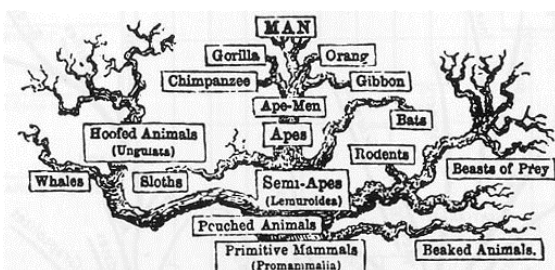 MAN
Gorilla
Orang
Chimpanzee
Gibbon
Ape-Men
Bats
Hoofed Animals
(Ungulata)
Apes
Rodents
Beasts of Prey
Whales
Sloths
Semi-Apes
(Lemuroidea)
Pouched Animals
Primitive Mammals
(Promammalia)
Beaked Animals.